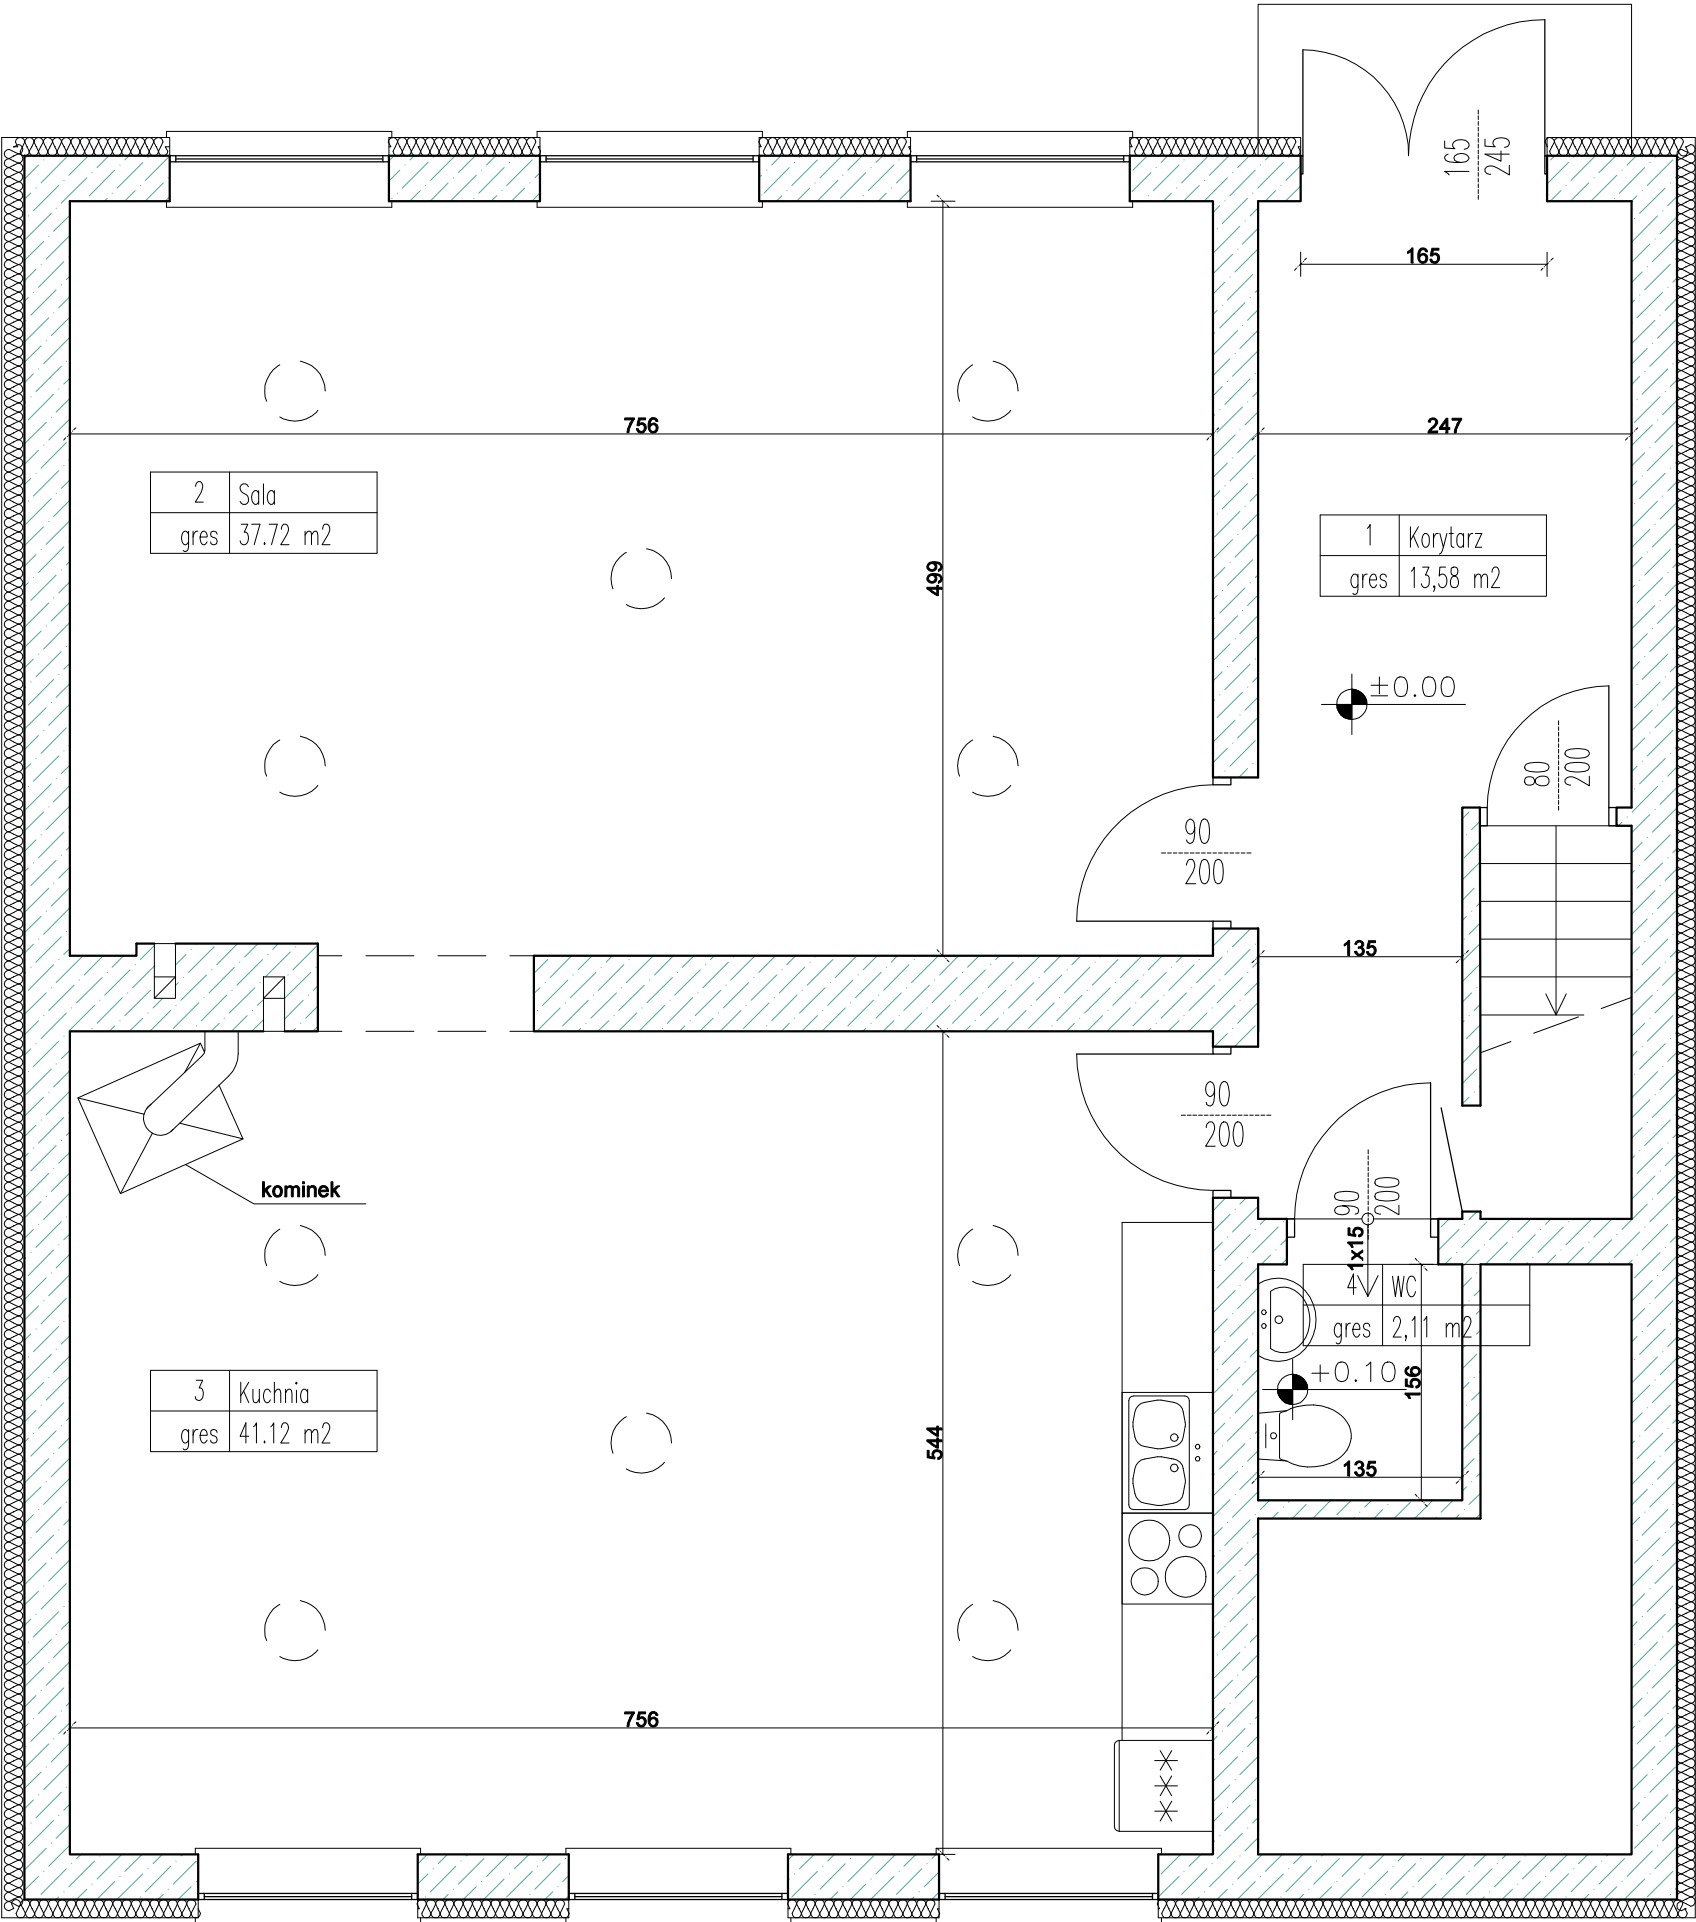 165
245
165
756
247
2 Sala
gres 37.72 m2
499
1 Korytarz
gres 13,58 m2
±0.00
80
200
90
200
135
90
200
kominek
90
200
1x15
4 WC
gres 2,11 m2
+0.10
156
3 Kuchnia
gres 41.12 m2
544
135
756